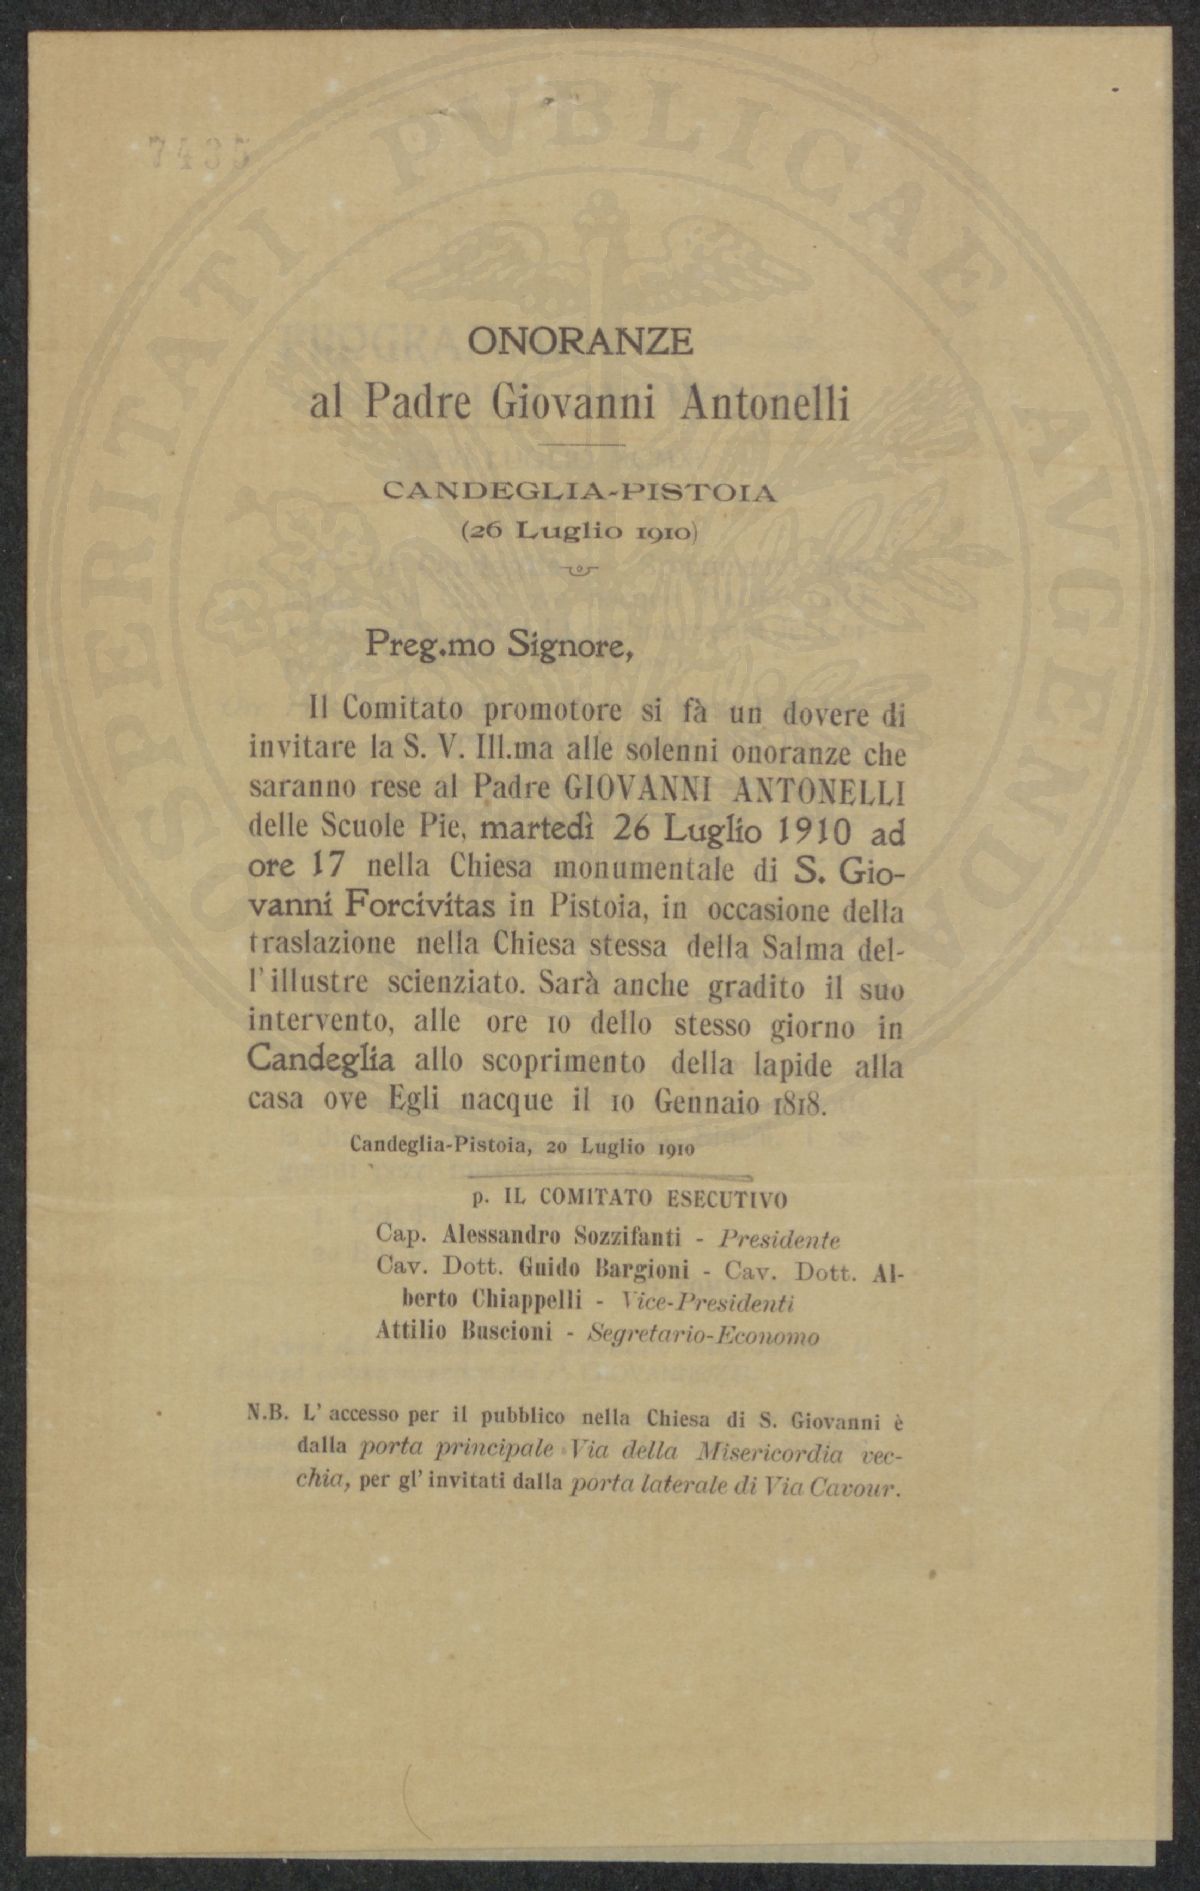 7435
PROSPERITATI PVBLICAE AVGENDAE
ONORANZE
al Padre Giovanni Antonelli
CANDEGLIA-PISTOIA
(26 Luglio 1910)
Preg.mo Signore,
Il Comitato promotore si fà un dovere di
invitare la S. V. Ill.ma alle solenni onoranze che
saranno rese al Padre GIOVANNI ANTONELLI
delle Scuole Pie, martedì 26 Luglio 1910 ad
ore 17 nella Chiesa monumentale di S. Gio-
vanni Forcivitas in Pistoia, in occasione della
traslazione nella Chiesa stessa della Salma del-
l' illustre scienziato. Sarà anche gradito il suo
intervento, alle ore 10 dello stesso giorno in
Candeglia allo scoprimento della lapide alla
casa ove Egli nacque il 10 Gennaio 1818.
Candeglia-Pistoia, 20 Luglio 1910
p. IL COMITATO ESECUTIVO
Cap. Alessandro Sozzifanti - Presidente
Cav. Dott. Guido Bargioni - Cav. Dott. Al-
berto Chiappelli - Vice-Presidenti
Attilio Buscioni - Segretario-Economo
N.B. L' accesso per il pubblico nella Chiesa di S. Giovanni è
dalla porta principale Via della Misericordia vec-
chia, per gl' invitati dalla porta laterale di Via Cavour.